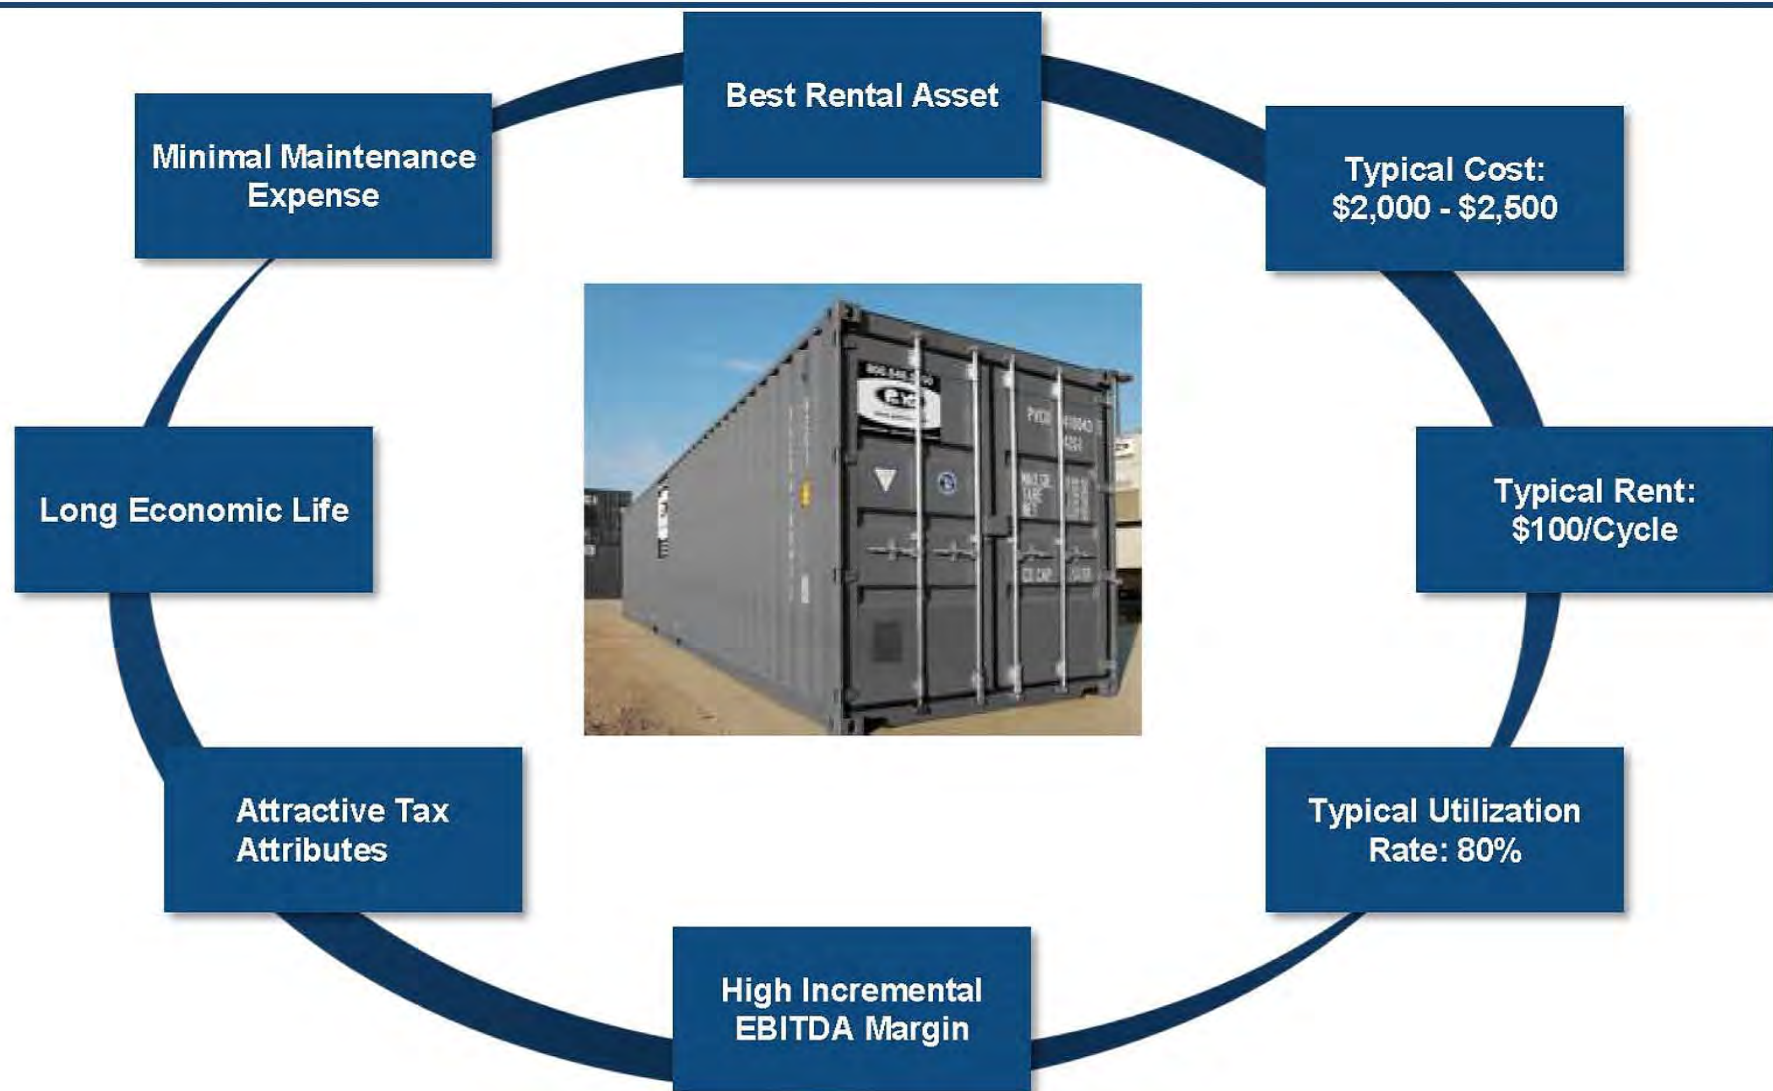 Best Rental Asset
Typical Cost:
$2,000 - $2,500
Typical Rent:
$100/Cycle
Typical Utilization
Rate: 80%
High Incremental
EBITDA Margin
Attractive Tax
Attributes
Long Economic Life
Minimal Maintenance
Expense